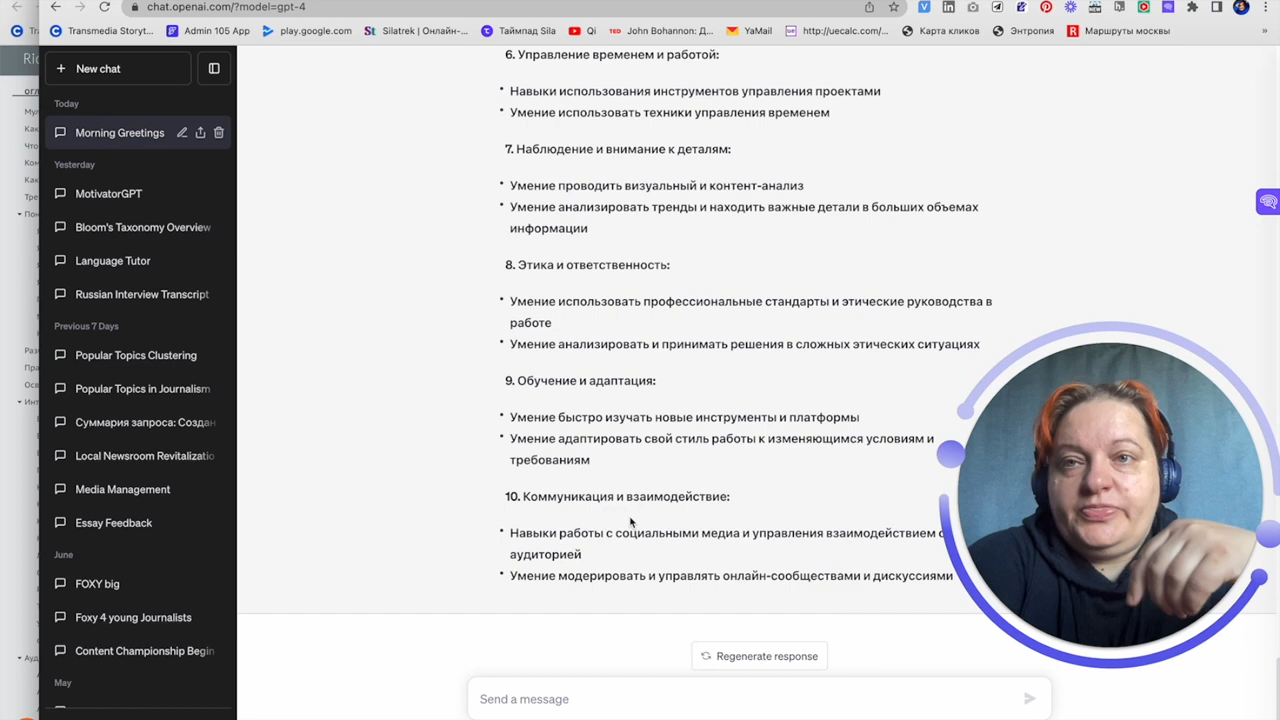 chat.openai.com/?model=gpt-4
Transmedia Storyt...
Admin 105 App
play.google.com
Silatrek | Онлайн-...
Таймпад Sila
Qi
TED John Bohannon: Д...
YaMail
http://uecalc.com/...
Карта кликов
Энтропия
Маршруты москвы
»
New chat
Today
Morning Greetings
Yesterday
MotivatorGPT
Bloom's Taxonomy Overview
Language Tutor
Russian Interview Transcript
Previous 7 Days
Popular Topics Clustering
Popular Topics in Journalism
Суммария запроса: Создан
Local Newsroom Revitalizatio
Media Management
Essay Feedback
June
FOXY big
Foxy 4 young Journalists
Content Championship Begin
May
6. Управление временем и работой:
• Навыки использования инструментов управления проектами
• Умение использовать техники управления временем
7. Наблюдение и внимание к деталям:
• Умение проводить визуальный и контент-анализ
• Умение анализировать тренды и находить важные детали в больших объемах
информации
8. Этика и ответственность:
• Умение использовать профессиональные стандарты и этические руководства в
работе
• Умение анализировать и принимать решения в сложных этических ситуациях
9. Обучение и адаптация:
• Умение быстро изучать новые инструменты и платформы
• Умение адаптировать свой стиль работы к изменяющимся условиям и
требованиям
10. Коммуникация и взаимодействие:
• Навыки работы с социальными медиа и управления взаимодействием с
аудиторией
• Умение модерировать и управлять онлайн-сообществами и дискуссиями
Regenerate response
Send a message